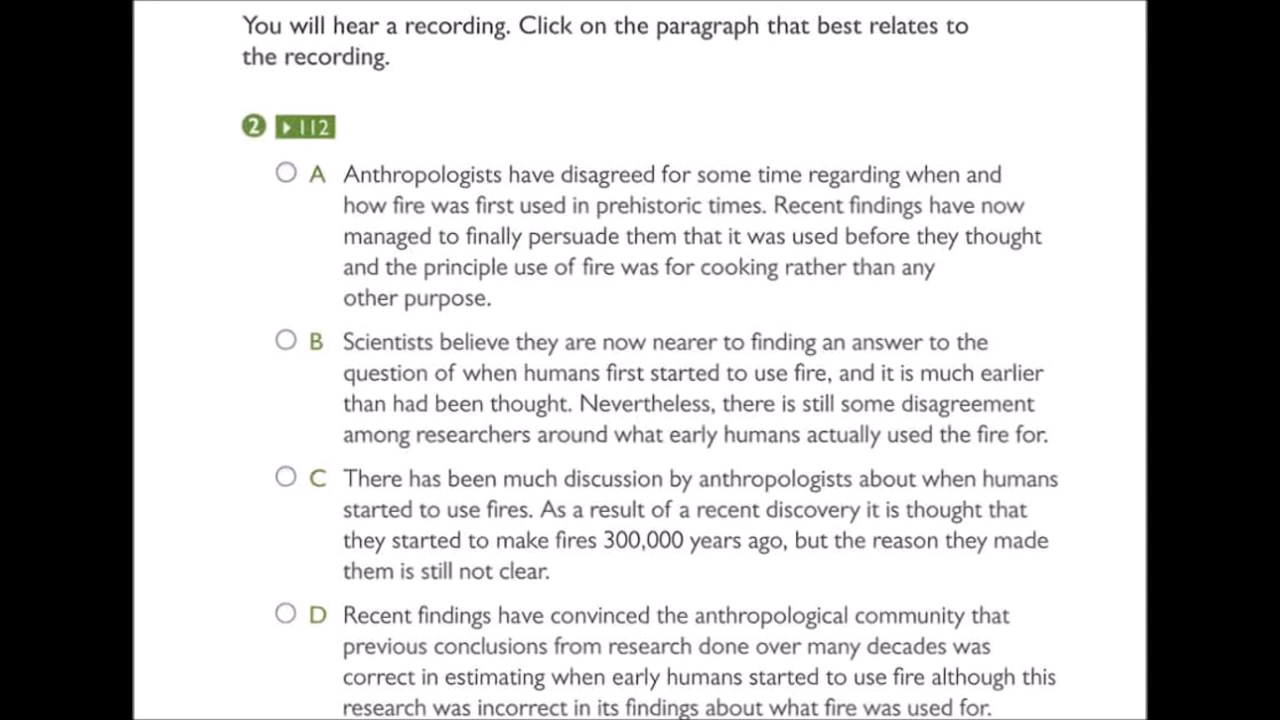 You will hear a recording. Click on the paragraph that best relates to
the recording.
2 112
A Anthropologists have disagreed for some time regarding when and
how fire was first used in prehistoric times. Recent findings have now
managed to finally persuade them that it was used before they thought
and the principle use of fire was for cooking rather than any
other purpose.
B Scientists believe they are now nearer to finding an answer to the
question of when humans first started to use fire, and it is much earlier
than had been thought. Nevertheless, there is still some disagreement
among researchers around what early humans actually used the fire for.
C There has been much discussion by anthropologists about when humans
started to use fires. As a result of a recent discovery it is thought that
they started to make fires 300,000 years ago, but the reason they made
them is still not clear.
D Recent findings have convinced the anthropological community that
previous conclusions from research done over many decades was
correct in estimating when early humans started to use fire although this
research was incorrect in its findings about what fire was used for.